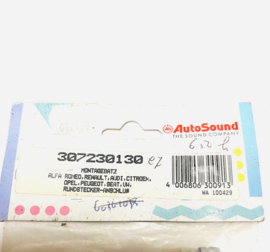 AutoSound
THE SOUND COMPANY
307230130
MONTAGESATZ
ALFA ROMEO,RENAULT,AUDI,CITROEN,
OPEL,PEUGEOT,SEAT,VW,
RUNDSTECKER-ANSCHLUß
4 006806 300913
WA 100429